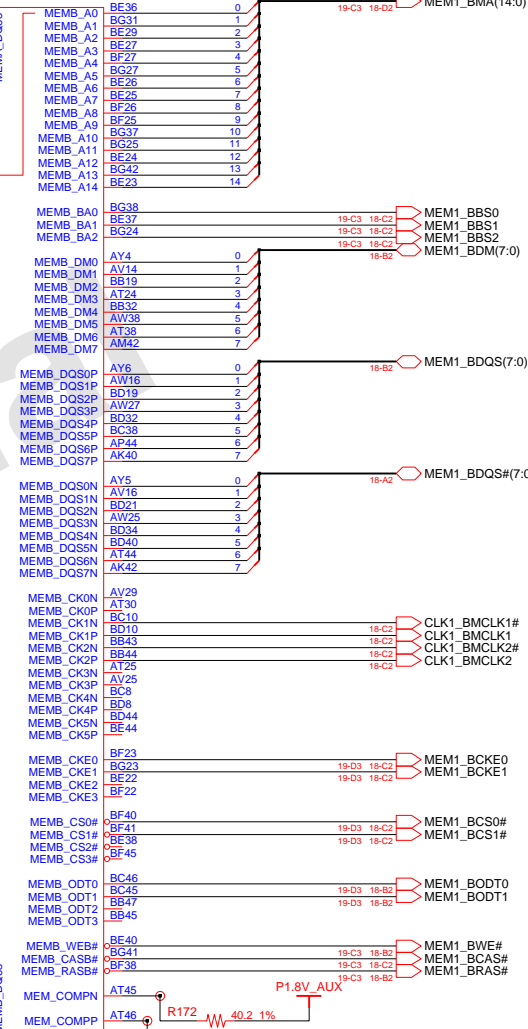 BE36 0 19-C3 18-D2 MEM1_BMA(14:0)
MEMB_A0 BG31 1
MEMB_A1 BE29 2
MEMB_A2 BE27 3
MEMB_A3 BF27 4
MEMB_A4 BG27 5
MEMB_A5 BE26 6
MEMB_A6 BE25 7
MEMB_A7 BF26 8
MEMB_A8 BF25 9
MEMB_A9 BG37 10
MEMB_A10 BG25 11
MEMB_A11 BE24 12
MEMB_A12 BG42 13
MEMB_A13 BE23 14
MEMB_A14
MEMB_BA0 BG38 MEM1_BBS0
MEMB_BA1 BE37 19-C3 18-C2 MEM1_BBS1
MEMB_BA2 BG24 19-C3 18-C2 MEM1_BBS2
19-C3 18-C2
18-B2 MEM1_BDM(7:0)
MEMB_DM0 AY4 0
MEMB_DM1 AV14 1
MEMB_DM2 BB19 2
MEMB_DM3 AT24 3
MEMB_DM4 BB32 4
MEMB_DM5 AW38 5
MEMB_DM6 AT38 6
MEMB_DM7 AM42 7
18-B2 MEM1_BDQS(7:0)
MEMB_DQS0P AY6 0
MEMB_DQS1P AW16 1
MEMB_DQS2P BD19 2
MEMB_DQS3P AW27 3
MEMB_DQS4P BD32 4
MEMB_DQS5P BC38 5
MEMB_DQS6P AP44 6
MEMB_DQS7P AK40 7
18-A2 MEM1_BDQS#(7:0
MEMB_DQS0N AY5 0
MEMB_DQS1N AV16 1
MEMB_DQS2N BD21 2
MEMB_DQS3N AW25 3
MEMB_DQS4N BD34 4
MEMB_DQS5N BD40 5
MEMB_DQS6N AT44 6
MEMB_DQS7N AK42 7
MEMB_CK0N AV29
MEMB_CK0P AT30
MEMB_CK1N BC10 18-C2 CLK1_BMCLK1#
MEMB_CK1P BD10 18-C2 CLK1_BMCLK1
MEMB_CK2N BB43 18-C2 CLK1_BMCLK2#
MEMB_CK2P BB44 18-C2 CLK1_BMCLK2
MEMB_CK3N AT25
MEMB_CK3P AV25
MEMB_CK4N BC8
MEMB_CK4P BD8
MEMB_CK5N BD44
MEMB_CK5P BE44
MEMB_CKE0 BF23 19-D3 18-C2 MEM1_BCKE0
MEMB_CKE1 BG23 19-D3 18-C2 MEM1_BCKE1
MEMB_CKE2 BE22
MEMB_CKE3 BF22
MEMB_CS0# BF40 19-D3 18-C2 MEM1_BCS0#
MEMB_CS1# BF41 19-D3 18-C2 MEM1_BCS1#
MEMB_CS2# BE38
MEMB_CS3# BF45
MEMB_ODT0 BC46 19-D3 18-B2 MEM1_BODT0
MEMB_ODT1 BC45 19-D3 18-B2 MEM1_BODT1
MEMB_ODT2 BB47
MEMB_ODT3 BB45
MEMB_WEB# BE40 19-C3 18-B2 MEM1_BWE#
MEMB_CASB# BG41 19-C3 18-B2 MEM1_BCAS#
MEMB_RASB# BF38 19-C3 18-B2 MEM1_BRAS#
P1.8V_AUX
MEM_COMPN AT45
R172 40.2 1%
MEM_COMPP AT46